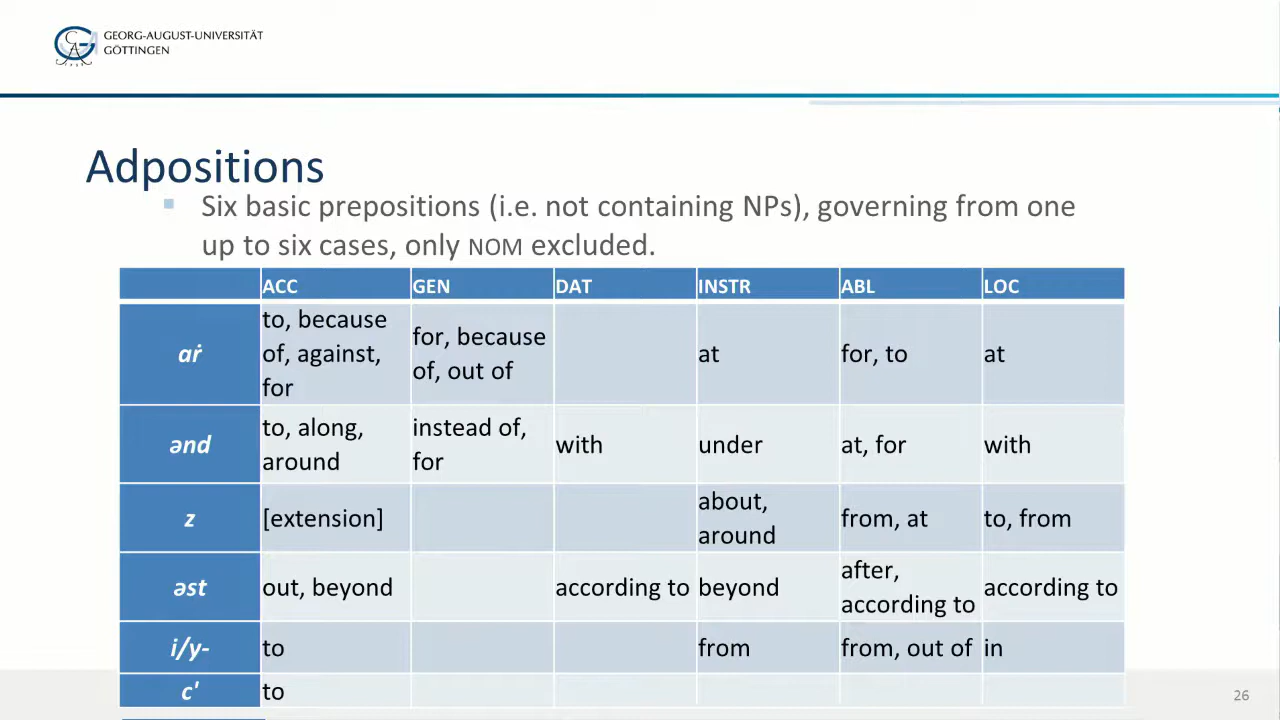 GEORG-AUGUST-UNIVERSITÄT
GÖTTINGEN
Adpositions
Six basic prepositions (i.e. not containing NPs), governing from one
up to six cases, only NOM excluded.
ACC GEN DAT INSTR ABL LOC
aṙ to, because of, against, for for, because of, out of at for, to at
ənd to, along, around instead of, for with under at, for with
z [extension] about, around from, at to, from
əst out, beyond according to beyond after, according to according to
i/y- to from from, out of in
c' to
26